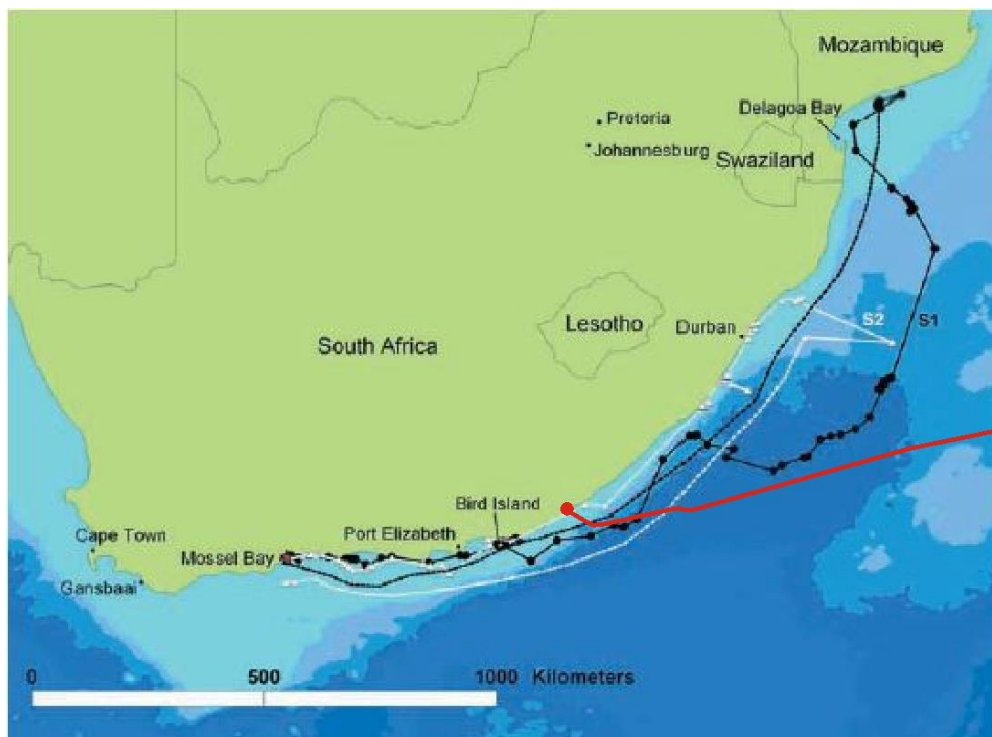 Mozambique
Delagoa Bay
Pretoria
Johannesburg
Swaziland
Lesotho
Durban
S2
S1
South Africa
Bird Island
Port Elizabeth
Cape Town
Mossel Bay
Gansbaai
0 500 1000 Kilometers